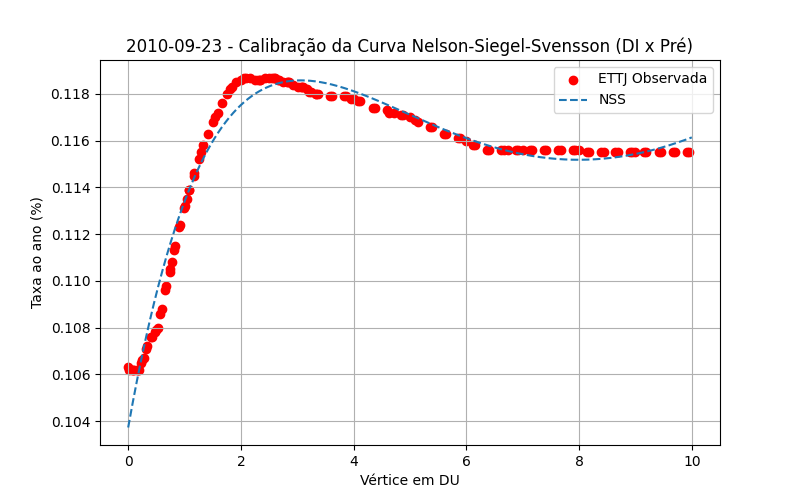 2010-09-23 - Calibração da Curva Nelson-Siegel-Svensson (DI x Pré)
ETTJ Observada
NSS
Taxa ao ano (%)
0.118
0.116
0.114
0.112
0.110
0.108
0.106
0.104
0 2 4 6 8 10
Vértice em DU